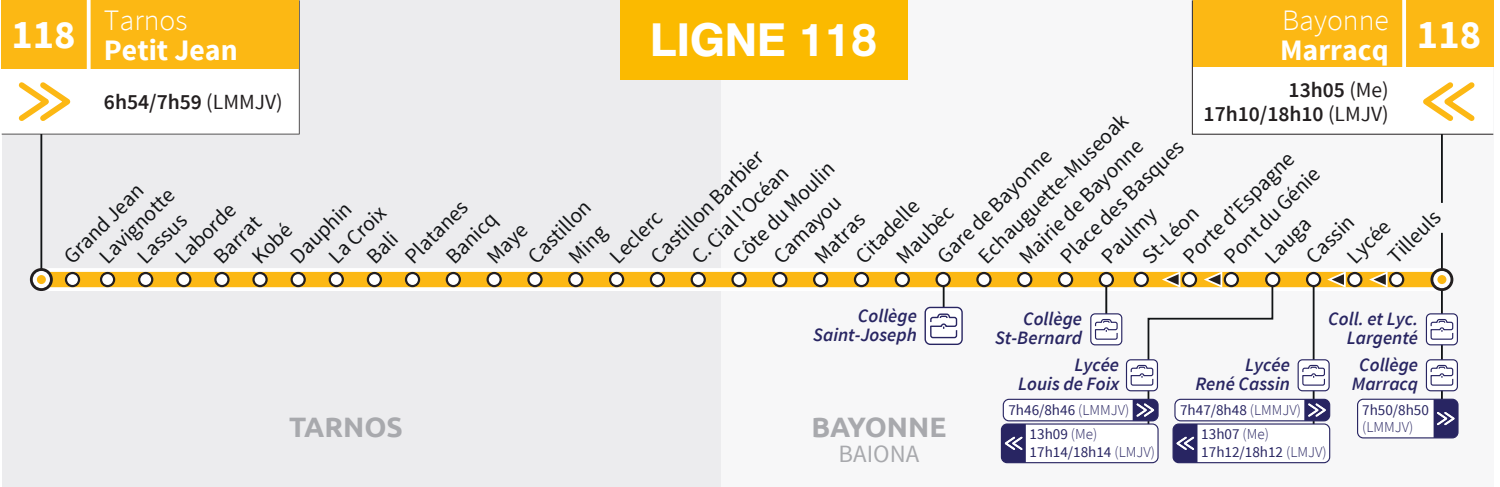 118
Tarnos
Petit Jean
6h54/7h59 (LMMJV)
LIGNE 118
Bayonne
Marracq
118
13h05 (Me)
17h10/18h10 (LMJV)
Grand Jean
Lavignotte
Lassus
Laborde
Barrat
Kobé
Dauphin
La Croix
Bali
Platanes
Banicq
Maye
Castillon
Ming
Leclerc
Castillon Barbier
C. Cial l'Océan
Côte du Moulin
Camayou
Matras
Citadelle
Maubèc
Gare de Bayonne
Echauguette-Museoak
Mairie de Bayonne
Place des Basques
Paulmy
St-Léon
Porte d'Espagne
Pont du Génie
Lauga
Cassin
Lycée
Tilleuls
Collège
Saint-Joseph
Collège
St-Bernard
Coll. et Lyc.
Largenté
Lycée
Louis de Foix
7h46/8h46 (LMMJV)
13h09 (Me)
17h14/18h14 (LMJV)
Lycée
René Cassin
7h47/8h48 (LMMJV)
13h07 (Me)
17h12/18h12 (LMJV)
Collège
Marracq
7h50/8h50
(LMMJV)
TARNOS
BAYONNE
BAIONA